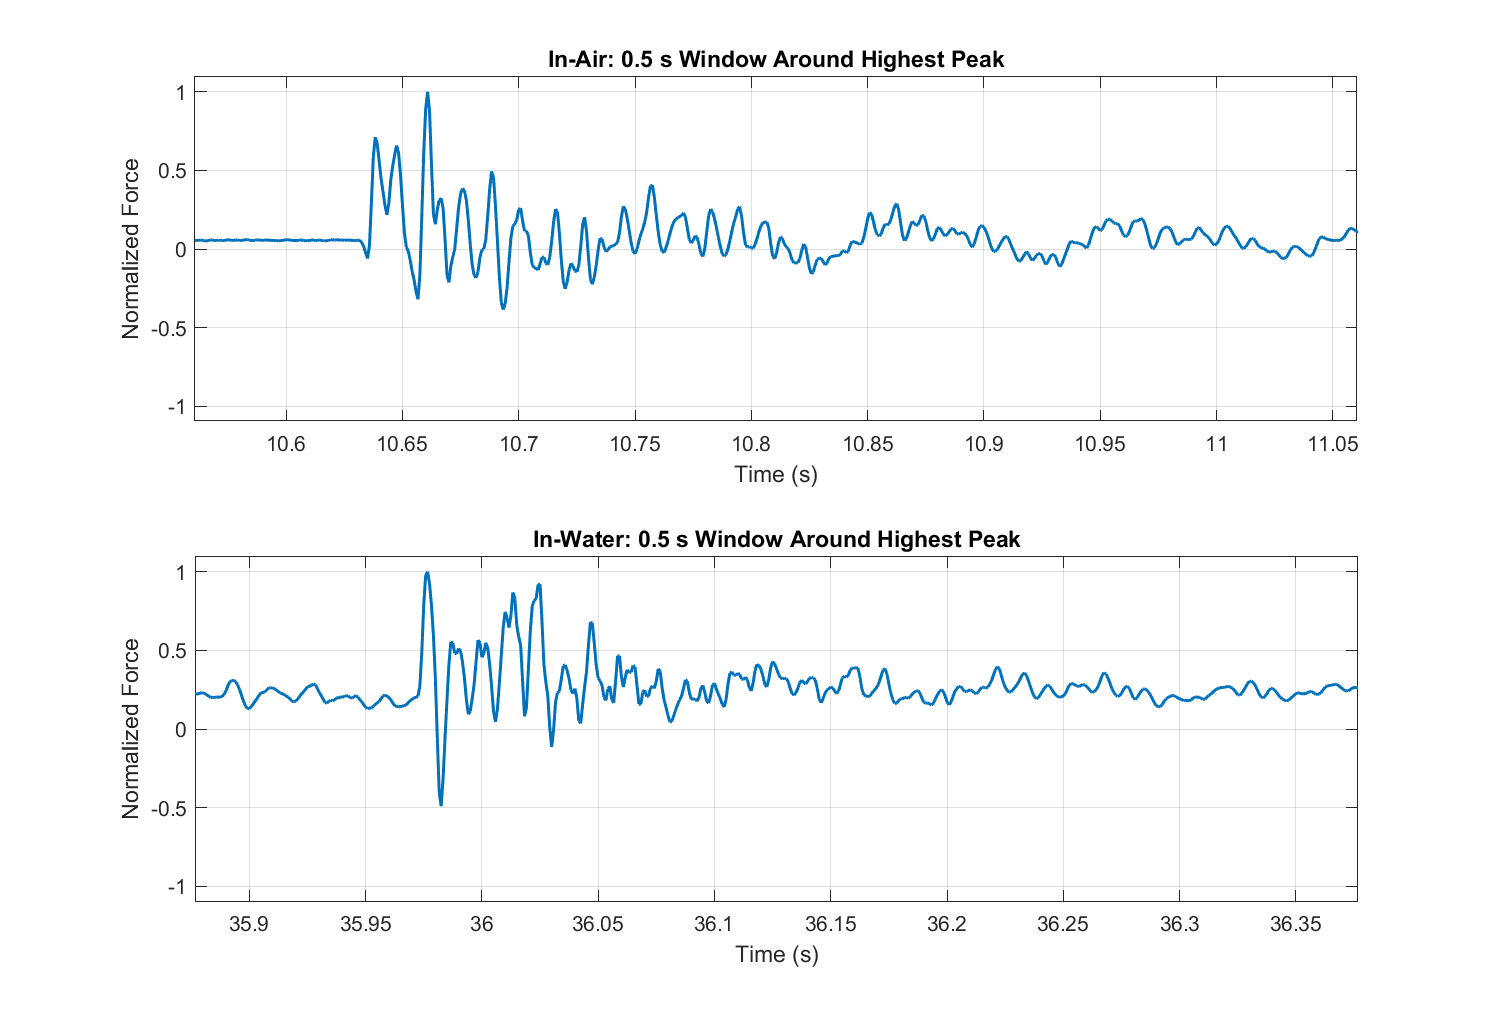 In-Air: 0.5 s Window Around Highest Peak
1
0.5
0
-0.5
-1
Normalized Force
10.6 10.65 10.7 10.75 10.8 10.85 10.9 10.95 11 11.05
Time (s)
In-Water: 0.5 s Window Around Highest Peak
1
0.5
0
-0.5
-1
Normalized Force
35.9 35.95 36 36.05 36.1 36.15 36.2 36.25 36.3 36.35
Time (s)